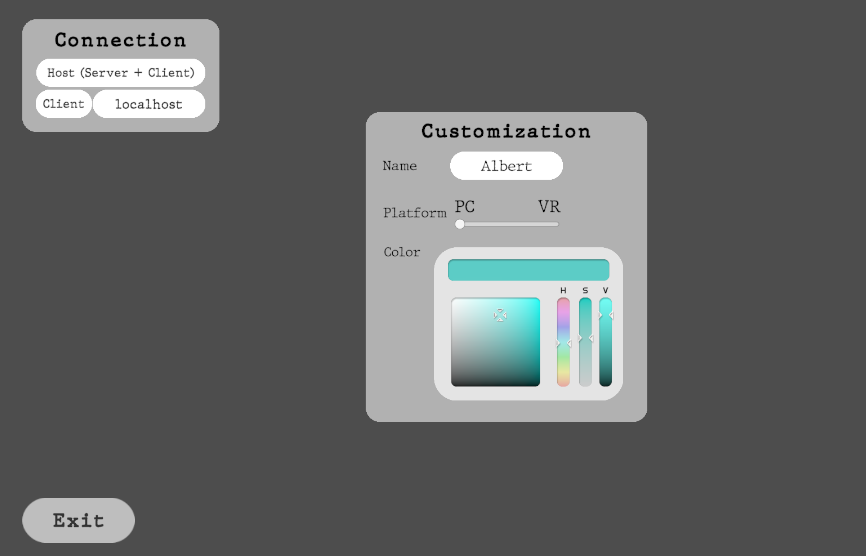 Connection
Host (Server + Client)
Client localhost
Customization
Name Albert
Platform PC VR
Color
H S V
Exit